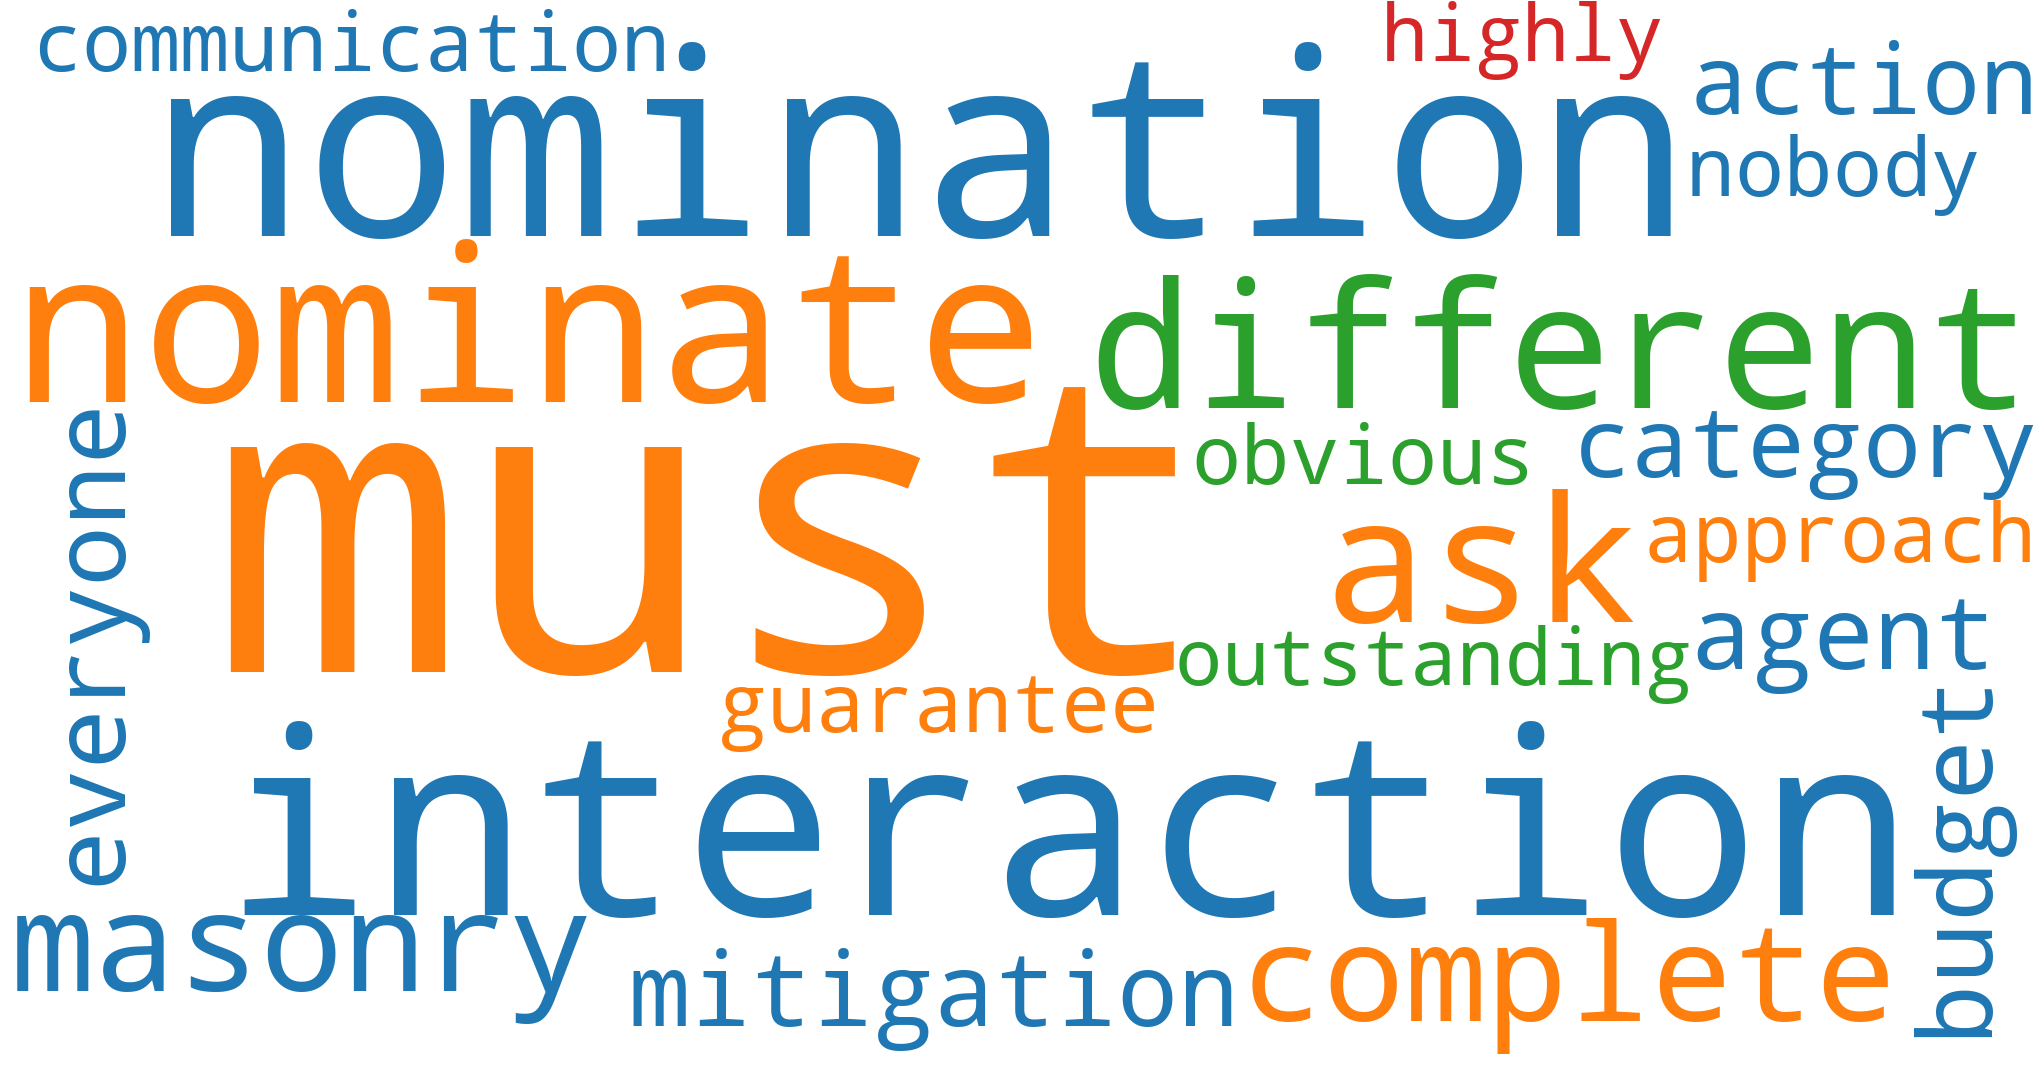 communication
highly
nomination
action
nobody
nominate
different
must
everyone
obvious
category
ask
approach
outstanding
agent
guarantee
interaction
budget
masonry
mitigation
complete